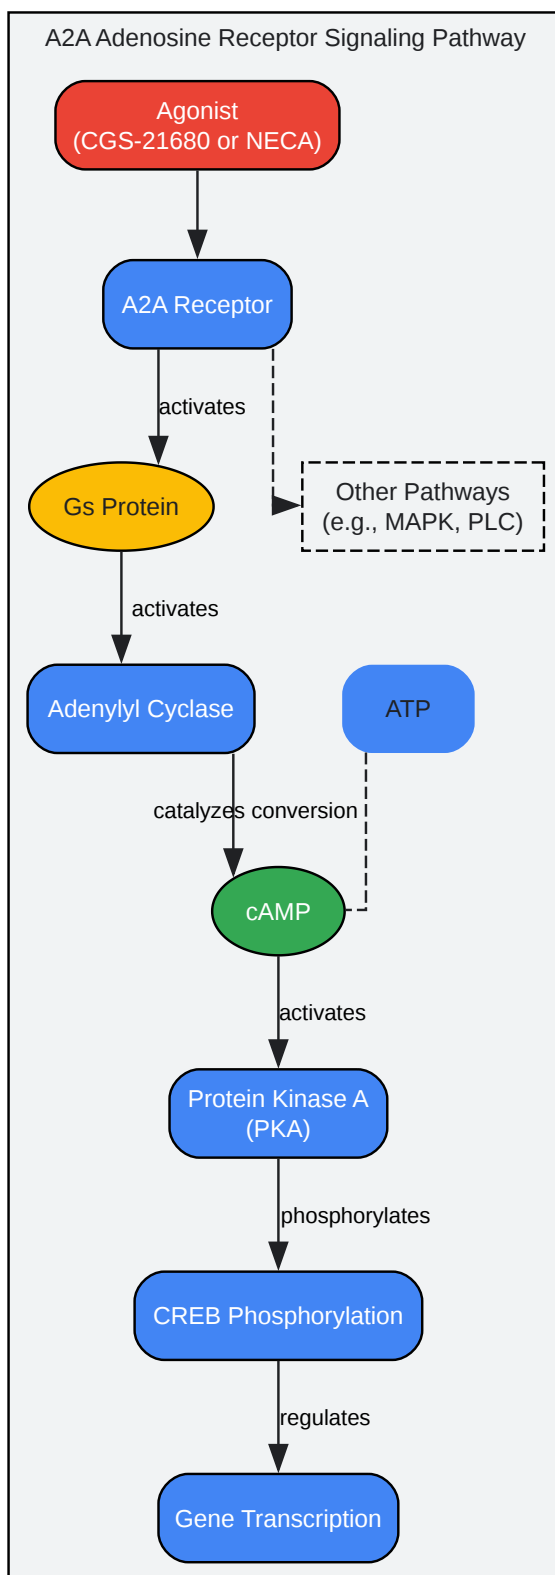 A2A Adenosine Receptor Signaling Pathway
Agonist
(CGS-21680 or NECA)
A2A Receptor
activates
Gs Protein
Other Pathways
(e.g., MAPK, PLC)
activates
Adenylyl Cyclase
ATP
catalyzes conversion
cAMP
activates
Protein Kinase A
(PKA)
phosphorylates
CREB Phosphorylation
regulates
Gene Transcription